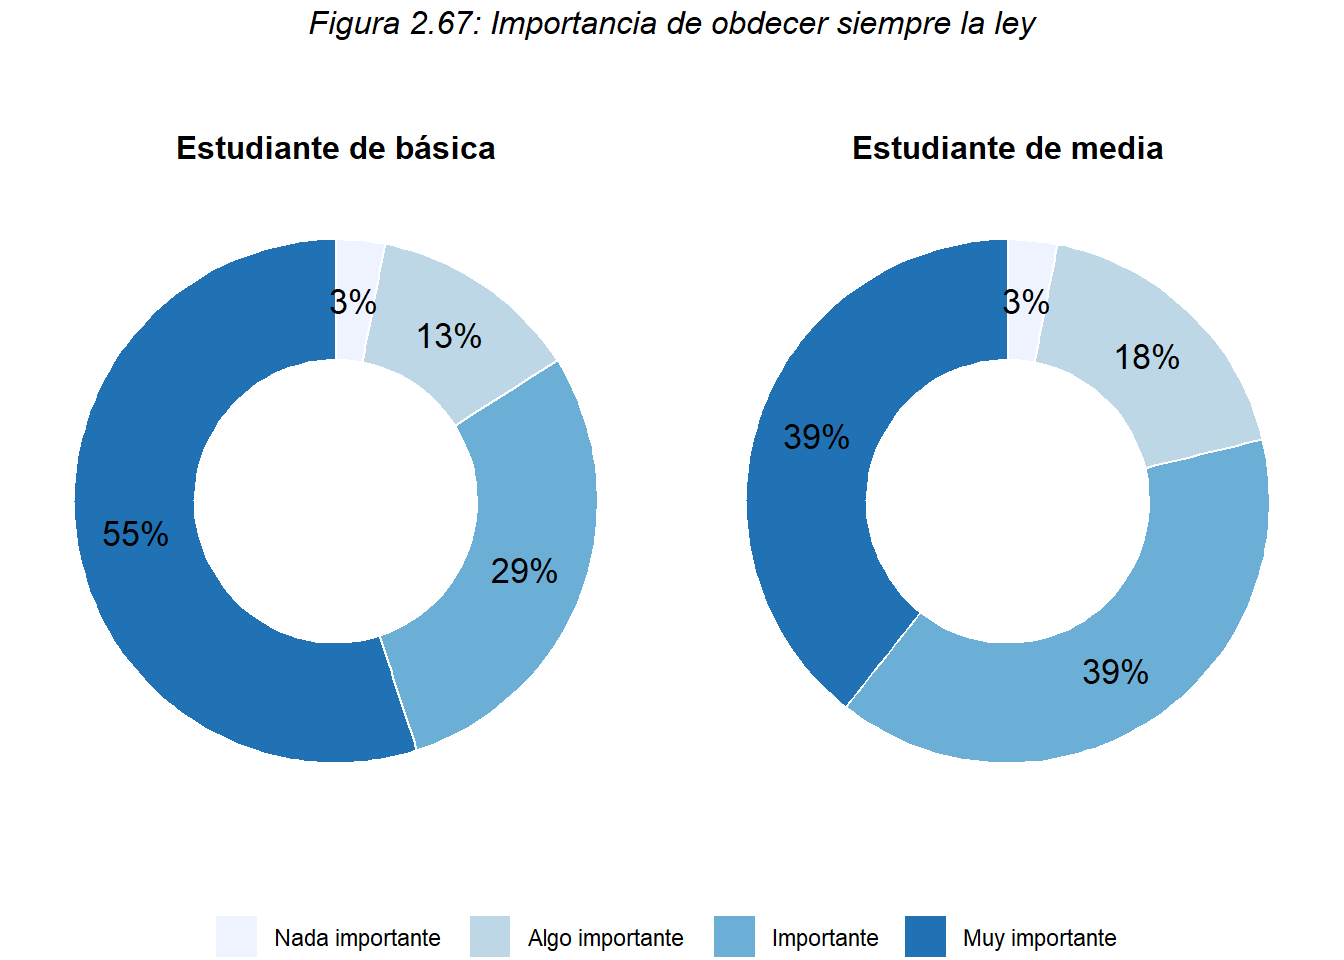 Figura 2.67: Importancia de obdecer siempre la ley
Estudiante de básica
Estudiante de media
3%
13%
29%
55%
3%
18%
39%
39%
Nada importante
Algo importante
Importante
Muy importante